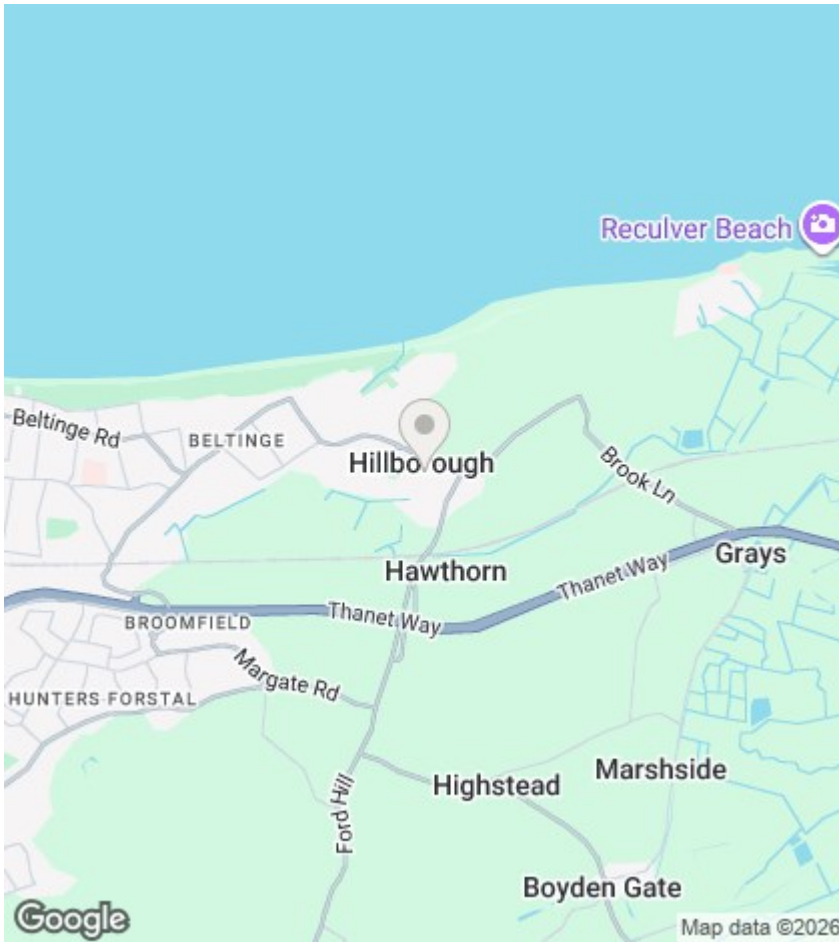 Reculver Beach
Beltinge Rd
BELTINGE
Hillborough
Brook Ln
Hawthorn
Grays
Thanet Way
Thanet Way
BROOMFIELD
Margate Rd
HUNTERS FORSTAL
Ford Hill
Highstead
Marshside
Boyden Gate
Google
Map data ©2026